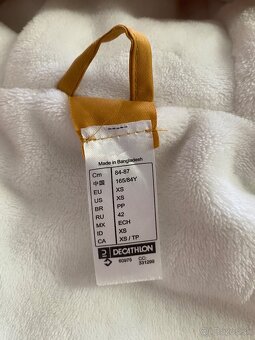 Made in Bangladesh
Cm 84-87
中国 165/84Y
EU XS
US XS
BR PP
RU 42
MX ECH
ID XS
CA XS / TP
DECATHLON